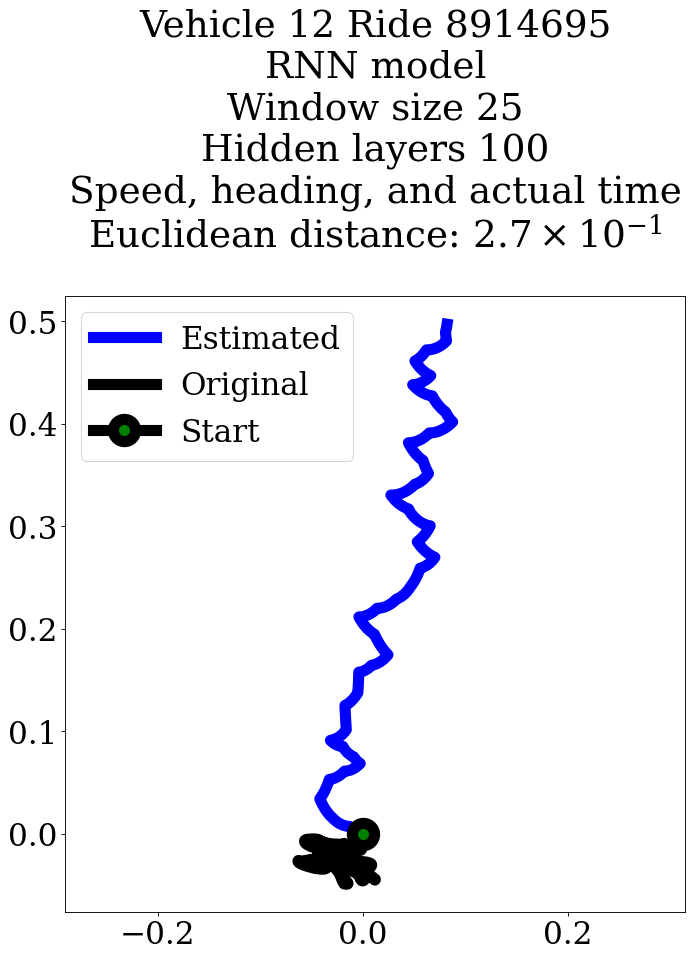 Vehicle 12 Ride 8914695
RNN model
Window size 25
Hidden layers 100
Speed, heading, and actual time
Euclidean distance: 2.7 × 10⁻¹
Estimated
Original
Start
0.5
0.4
0.3
0.2
0.1
0.0
−0.2 0.0 0.2